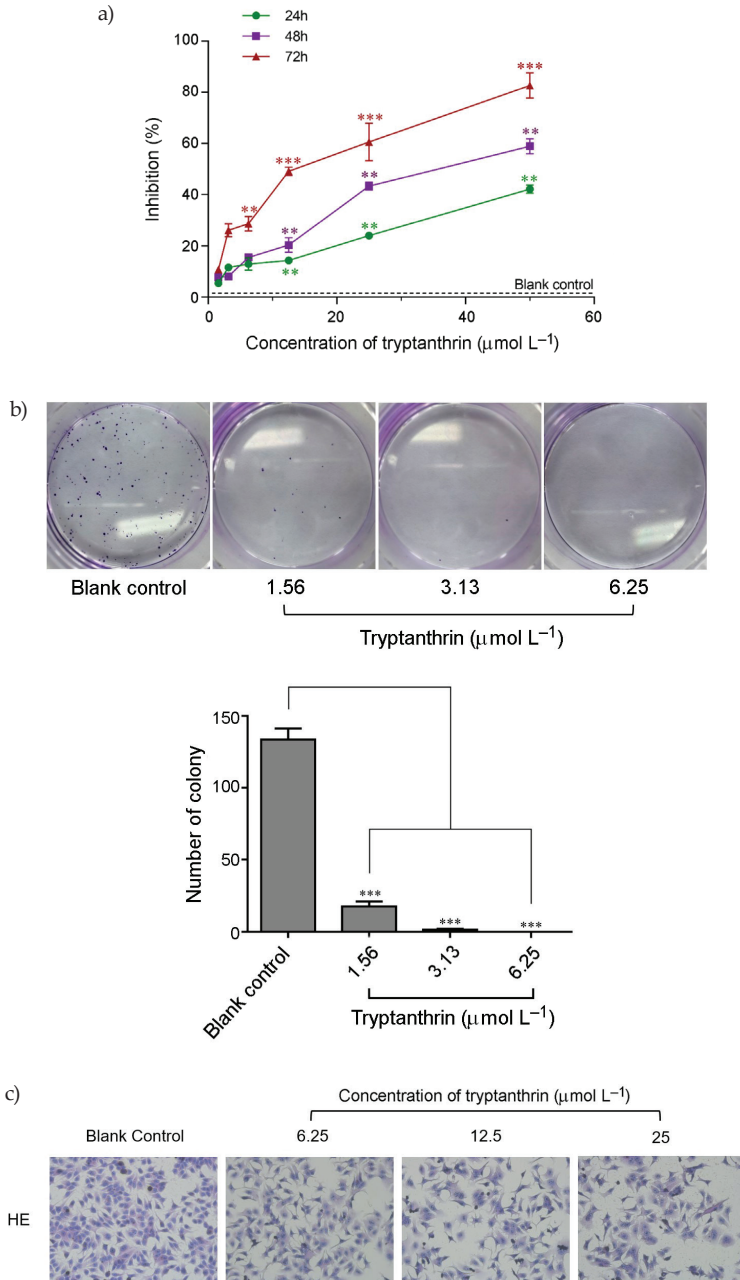 a)
24h
48h
72h
Inhibition (%)
100
80
60
40
20
0
***
***
***
**
**
**
**
**
**
**
Blank control
0
20
40
60
Concentration of tryptanthrin (μmol L–1)
b)
Blank control
1.56
3.13
6.25
Tryptanthrin (μmol L–1)
Number of colony
150
100
50
0
***
***
***
Blank control
1.56
3.13
6.25
Tryptanthrin (μmol L–1)
c)
Concentration of tryptanthrin (μmol L–1)
Blank Control
6.25
12.5
25
HE